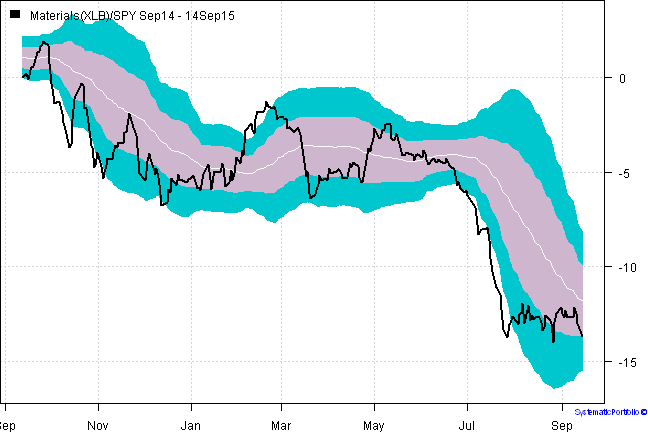 Materials(XLB)/SPY Sep14 - 14Sep15
0
-5
-10
-15
Sep Nov Jan Mar May Jul Sep
SystematicPortfolio ©